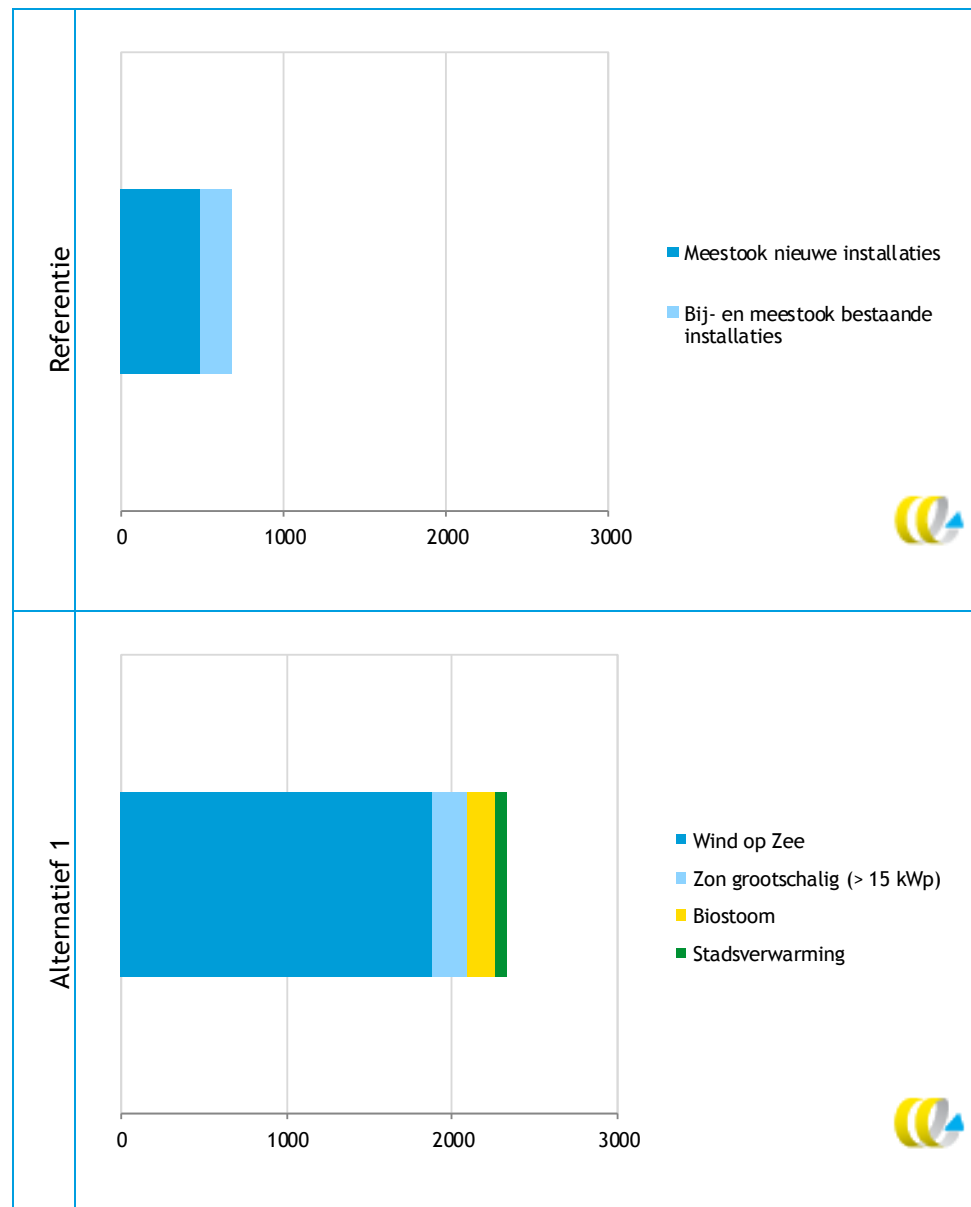 Referentie
Meestook nieuwe installaties
Bij- en meestook bestaande
installaties
0 1000 2000 3000
Alternatief 1
Wind op Zee
Zon grootschalig (> 15 kWp)
Biostoom
Stadsverwarming
0 1000 2000 3000